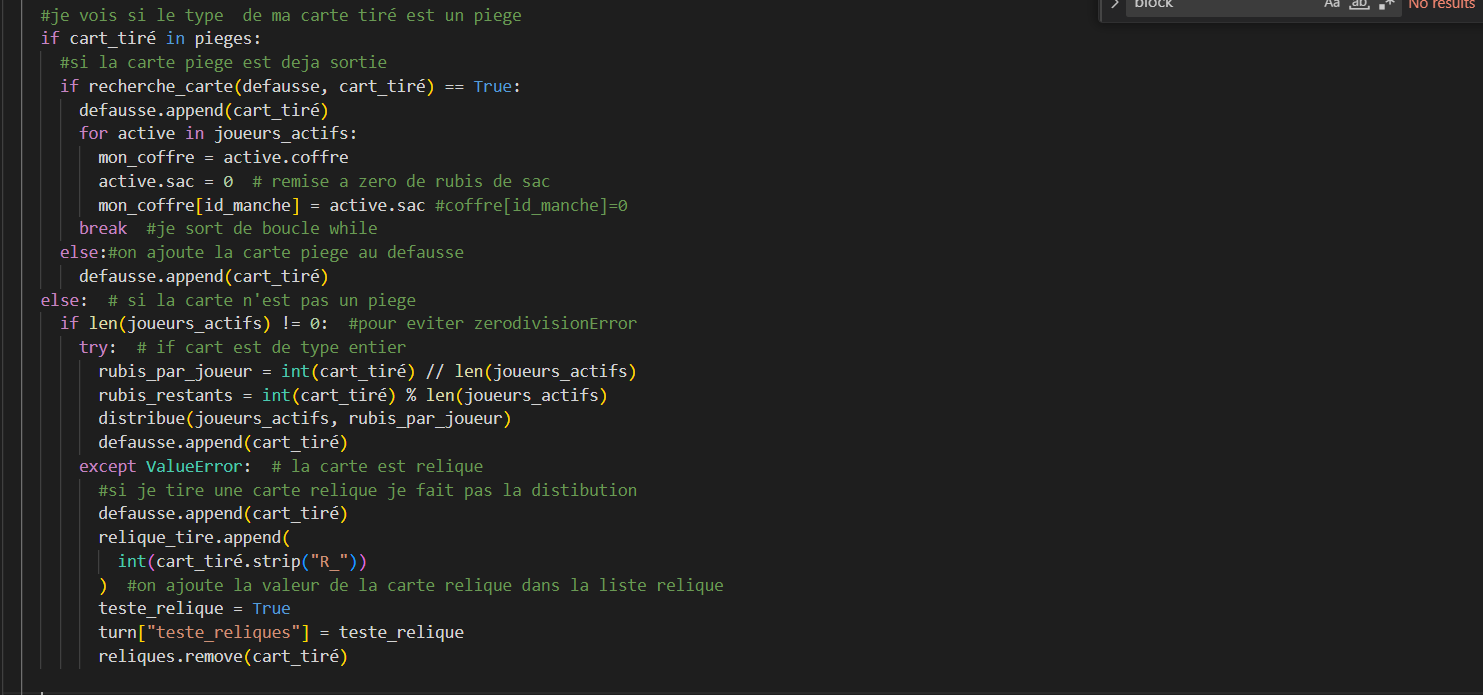 block Aa ab .* No results
#je vois si le type  de ma carte tiré est un piege
if cart_tiré in pieges:
  #si la carte piege est deja sortie
  if recherche_carte(defausse, cart_tiré) == True:
    defausse.append(cart_tiré)
    for active in joueurs_actifs:
      mon_coffre = active.coffre
      active.sac = 0  # remise a zero de rubis de sac
      mon_coffre[id_manche] = active.sac #coffre[id_manche]=0
    break  #je sort de boucle while
  else:#on ajoute la carte piege au defausse
    defausse.append(cart_tiré)
else:  # si la carte n'est pas un piege
  if len(joueurs_actifs) != 0:  #pour eviter zerodivisionError
    try:  # if cart est de type entier
      rubis_par_joueur = int(cart_tiré) // len(joueurs_actifs)
      rubis_restants = int(cart_tiré) % len(joueurs_actifs)
      distribue(joueurs_actifs, rubis_par_joueur)
      defausse.append(cart_tiré)
    except ValueError:  # la carte est relique
      #si je tire une carte relique je fait pas la distibution
      defausse.append(cart_tiré)
      relique_tire.append(
        int(cart_tiré.strip("R_"))
      )  #on ajoute la valeur de la carte relique dans la liste relique
      teste_relique = True
      turn["teste_reliques"] = teste_relique
      reliques.remove(cart_tiré)